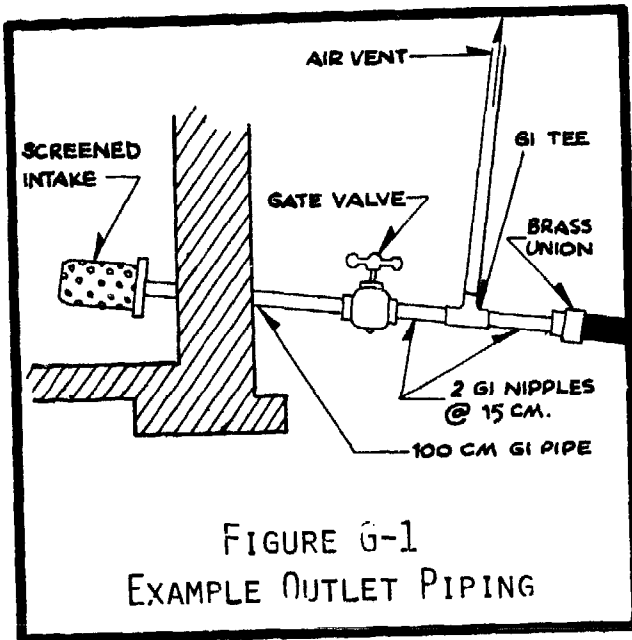 AIR VENT
SCREENED
INTAKE
GI TEE
GATE VALVE
BRASS
UNION
2 GI NIPPLES
@ 15 CM.
100 CM GI PIPE
FIGURE G-1
EXAMPLE OUTLET PIPING